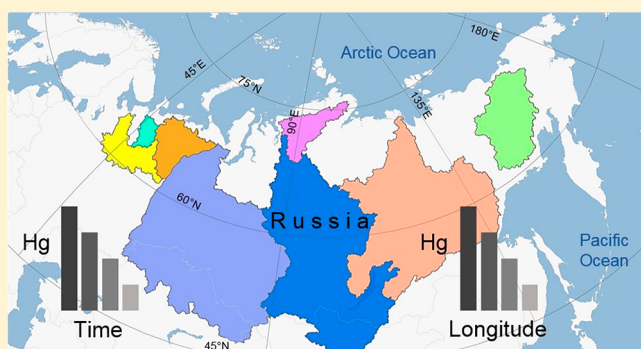 180°E
Arctic Ocean
45°E
75°N
90°E
135°E
60°N
Russia
Hg
Hg
Pacific
Ocean
Time
Longitude
45°N